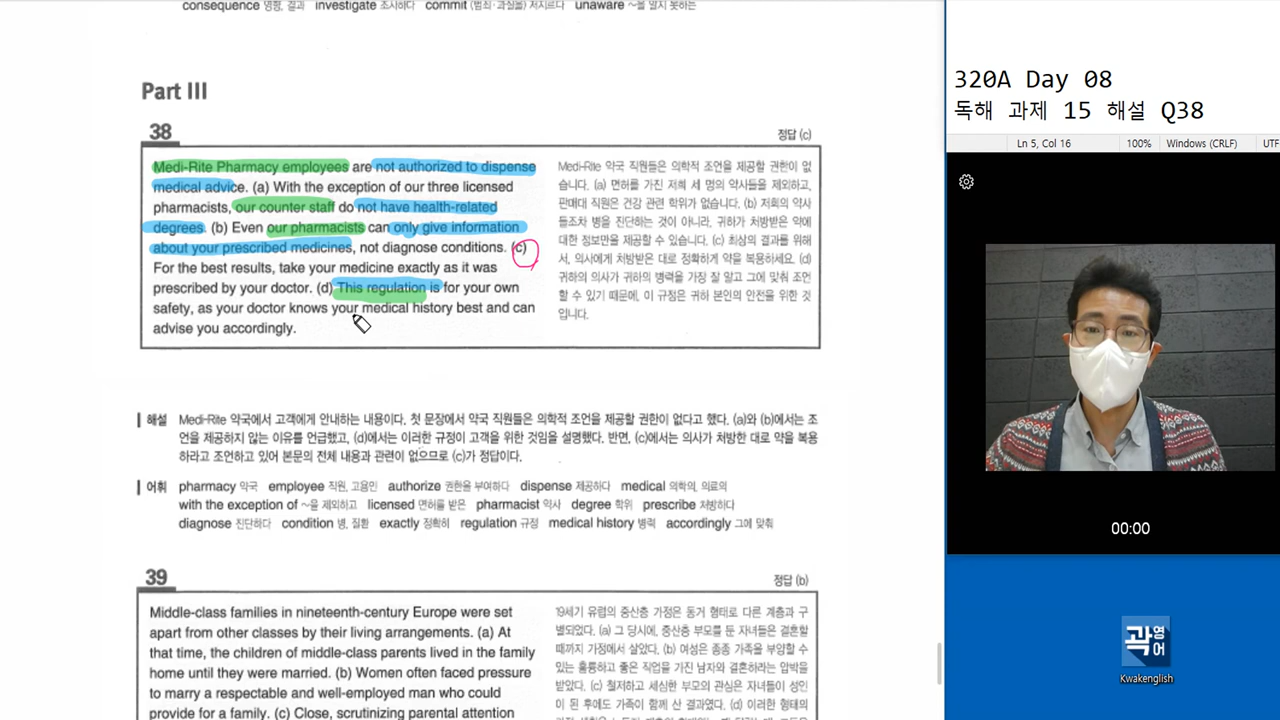 consequence 영향, 결과 investigate 조사하다 commit (범죄·과실을) 저지르다 unaware ~을 알지 못하는
Part III
38
정답 (c)
Medi-Rite Pharmacy employees are not authorized to dispense
medical advice. (a) With the exception of our three licensed
pharmacists, our counter staff do not have health-related
degrees. (b) Even our pharmacists can only give information
about your prescribed medicines, not diagnose conditions. (c)
For the best results, take your medicine exactly as it was
prescribed by your doctor. (d) This regulation is for your own
safety, as your doctor knows your medical history best and can
advise you accordingly.
Medi-Rite 약국 직원들은 의학적 조언을 제공할 권한이 없
습니다. (a) 면허를 가진 저희 세 명의 약사들을 제외하고,
판매대 직원은 건강 관련 학위가 없습니다. (b) 저희의 약사
들조차 병을 진단하는 것이 아니라, 귀하가 처방받은 약에
대한 정보만을 제공할 수 있습니다. (c) 최상의 결과를 위해
서, 의사에게 처방받은 대로 정확하게 약을 복용하세요. (d)
귀하의 의사가 귀하의 병력을 가장 잘 알고 그에 맞춰 조언
할 수 있기 때문에, 이 규정은 귀하 본인의 안전을 위한 것
입니다.
해설 Medi-Rite 약국에서 고객에게 안내하는 내용이다. 첫 문장에서 약국 직원들은 의학적 조언을 제공할 권한이 없다고 했다. (a)와 (b)에서는 조
언을 제공하지 않는 이유를 언급했고, (d)에서는 이러한 규정이 고객을 위한 것임을 설명했다. 반면, (c)에서는 의사가 처방한 대로 약을 복용
하라고 조언하고 있어 본문의 전체 내용과 관련이 없으므로 (c)가 정답이다.
어휘 pharmacy 약국 employee 직원, 고용인 authorize 권한을 부여하다 dispense 제공하다 medical 의학의, 의료의
with the exception of ~을 제외하고 licensed 면허를 받은 pharmacist 약사 degree 학위 prescribe 처방하다
diagnose 진단하다 condition 병, 질환 exactly 정확히 regulation 규정 medical history 병력 accordingly 그에 맞춰
39
정답 (b)
Middle-class families in nineteenth-century Europe were set
apart from other classes by their living arrangements. (a) At
that time, the children of middle-class parents lived in the family
home until they were married. (b) Women often faced pressure
to marry a respectable and well-employed man who could
provide for a family. (c) Close, scrutinizing parental attention
19세기 유럽의 중산층 가정은 동거 형태로 다른 계층과 구
별되었다. (a) 그 당시에, 중산층 부모를 둔 자녀들은 결혼할
때까지 가정에서 살았다. (b) 여성은 종종 가족을 부양할 수
있는 훌륭하고 좋은 직업을 가진 남자와 결혼하라는 압박을
받았다. (c) 철저하고 세심한 부모의 관심은 자녀들이 성인
이 된 후에도 가족이 함께 산 결과였다. (d) 이러한 형태의
320A Day 08
독해 과제 15 해설 Q38
Ln 5, Col 16 100% Windows (CRLF) UTF
00:00
곽영어
Kwakenglish